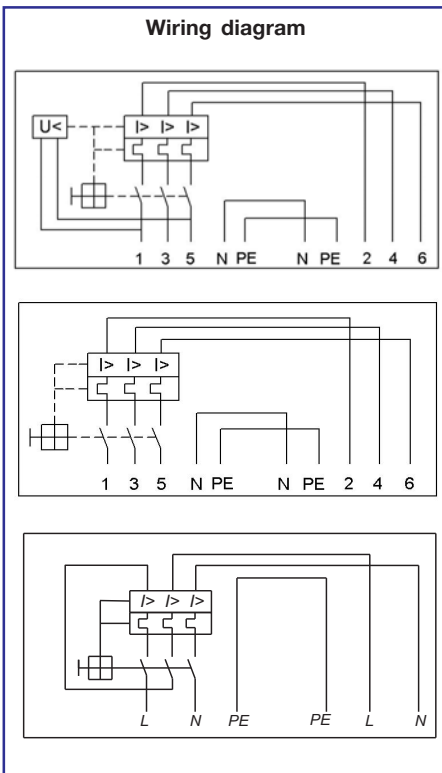 Wiring diagram
U< I> I> I>
1 3 5 N PE N PE 2 4 6
I> I> I>
1 3 5 N PE N PE 2 4 6
I> I> I>
L N PE PE L N